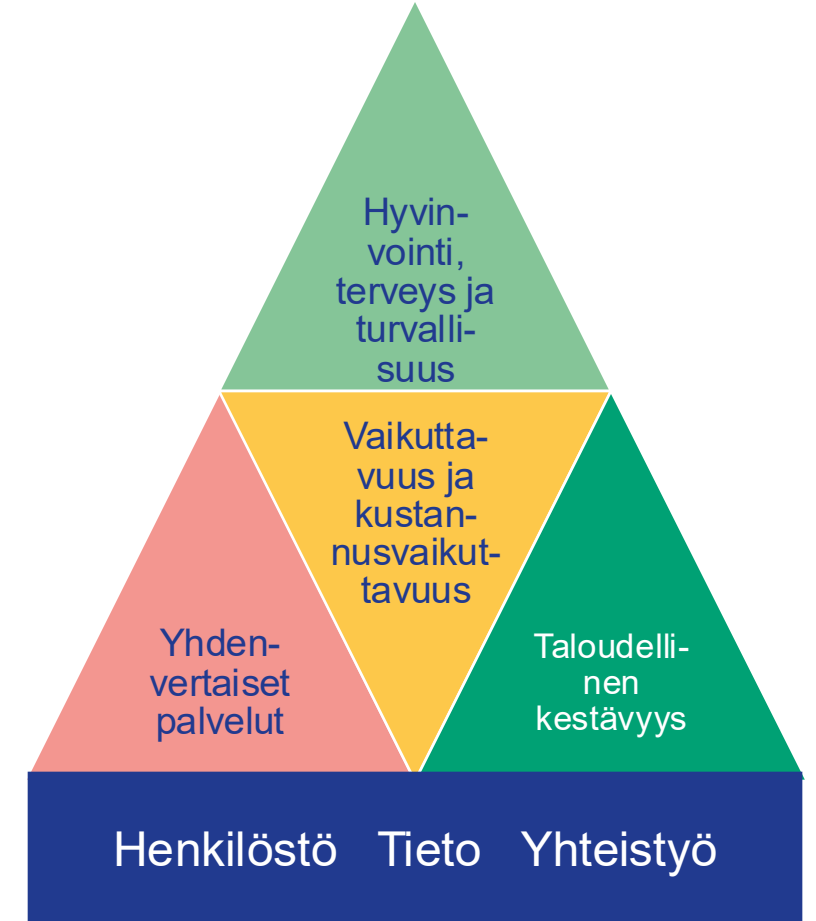 Hyvin-
vointi,
terveys ja
turvalli-
suus
Vaikutta-
vuus ja
kustan-
nusvaikut-
tavuus
Yhden-
vertaiset
palvelut
Taloudelli-
nen
kestävyys
Henkilöstö Tieto Yhteistyö